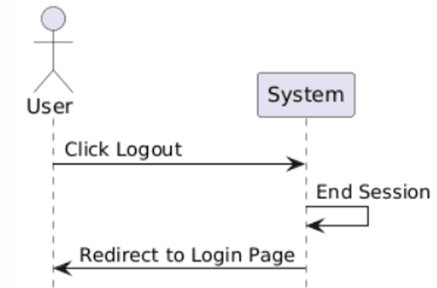 User
System
Click Logout
End Session
Redirect to Login Page